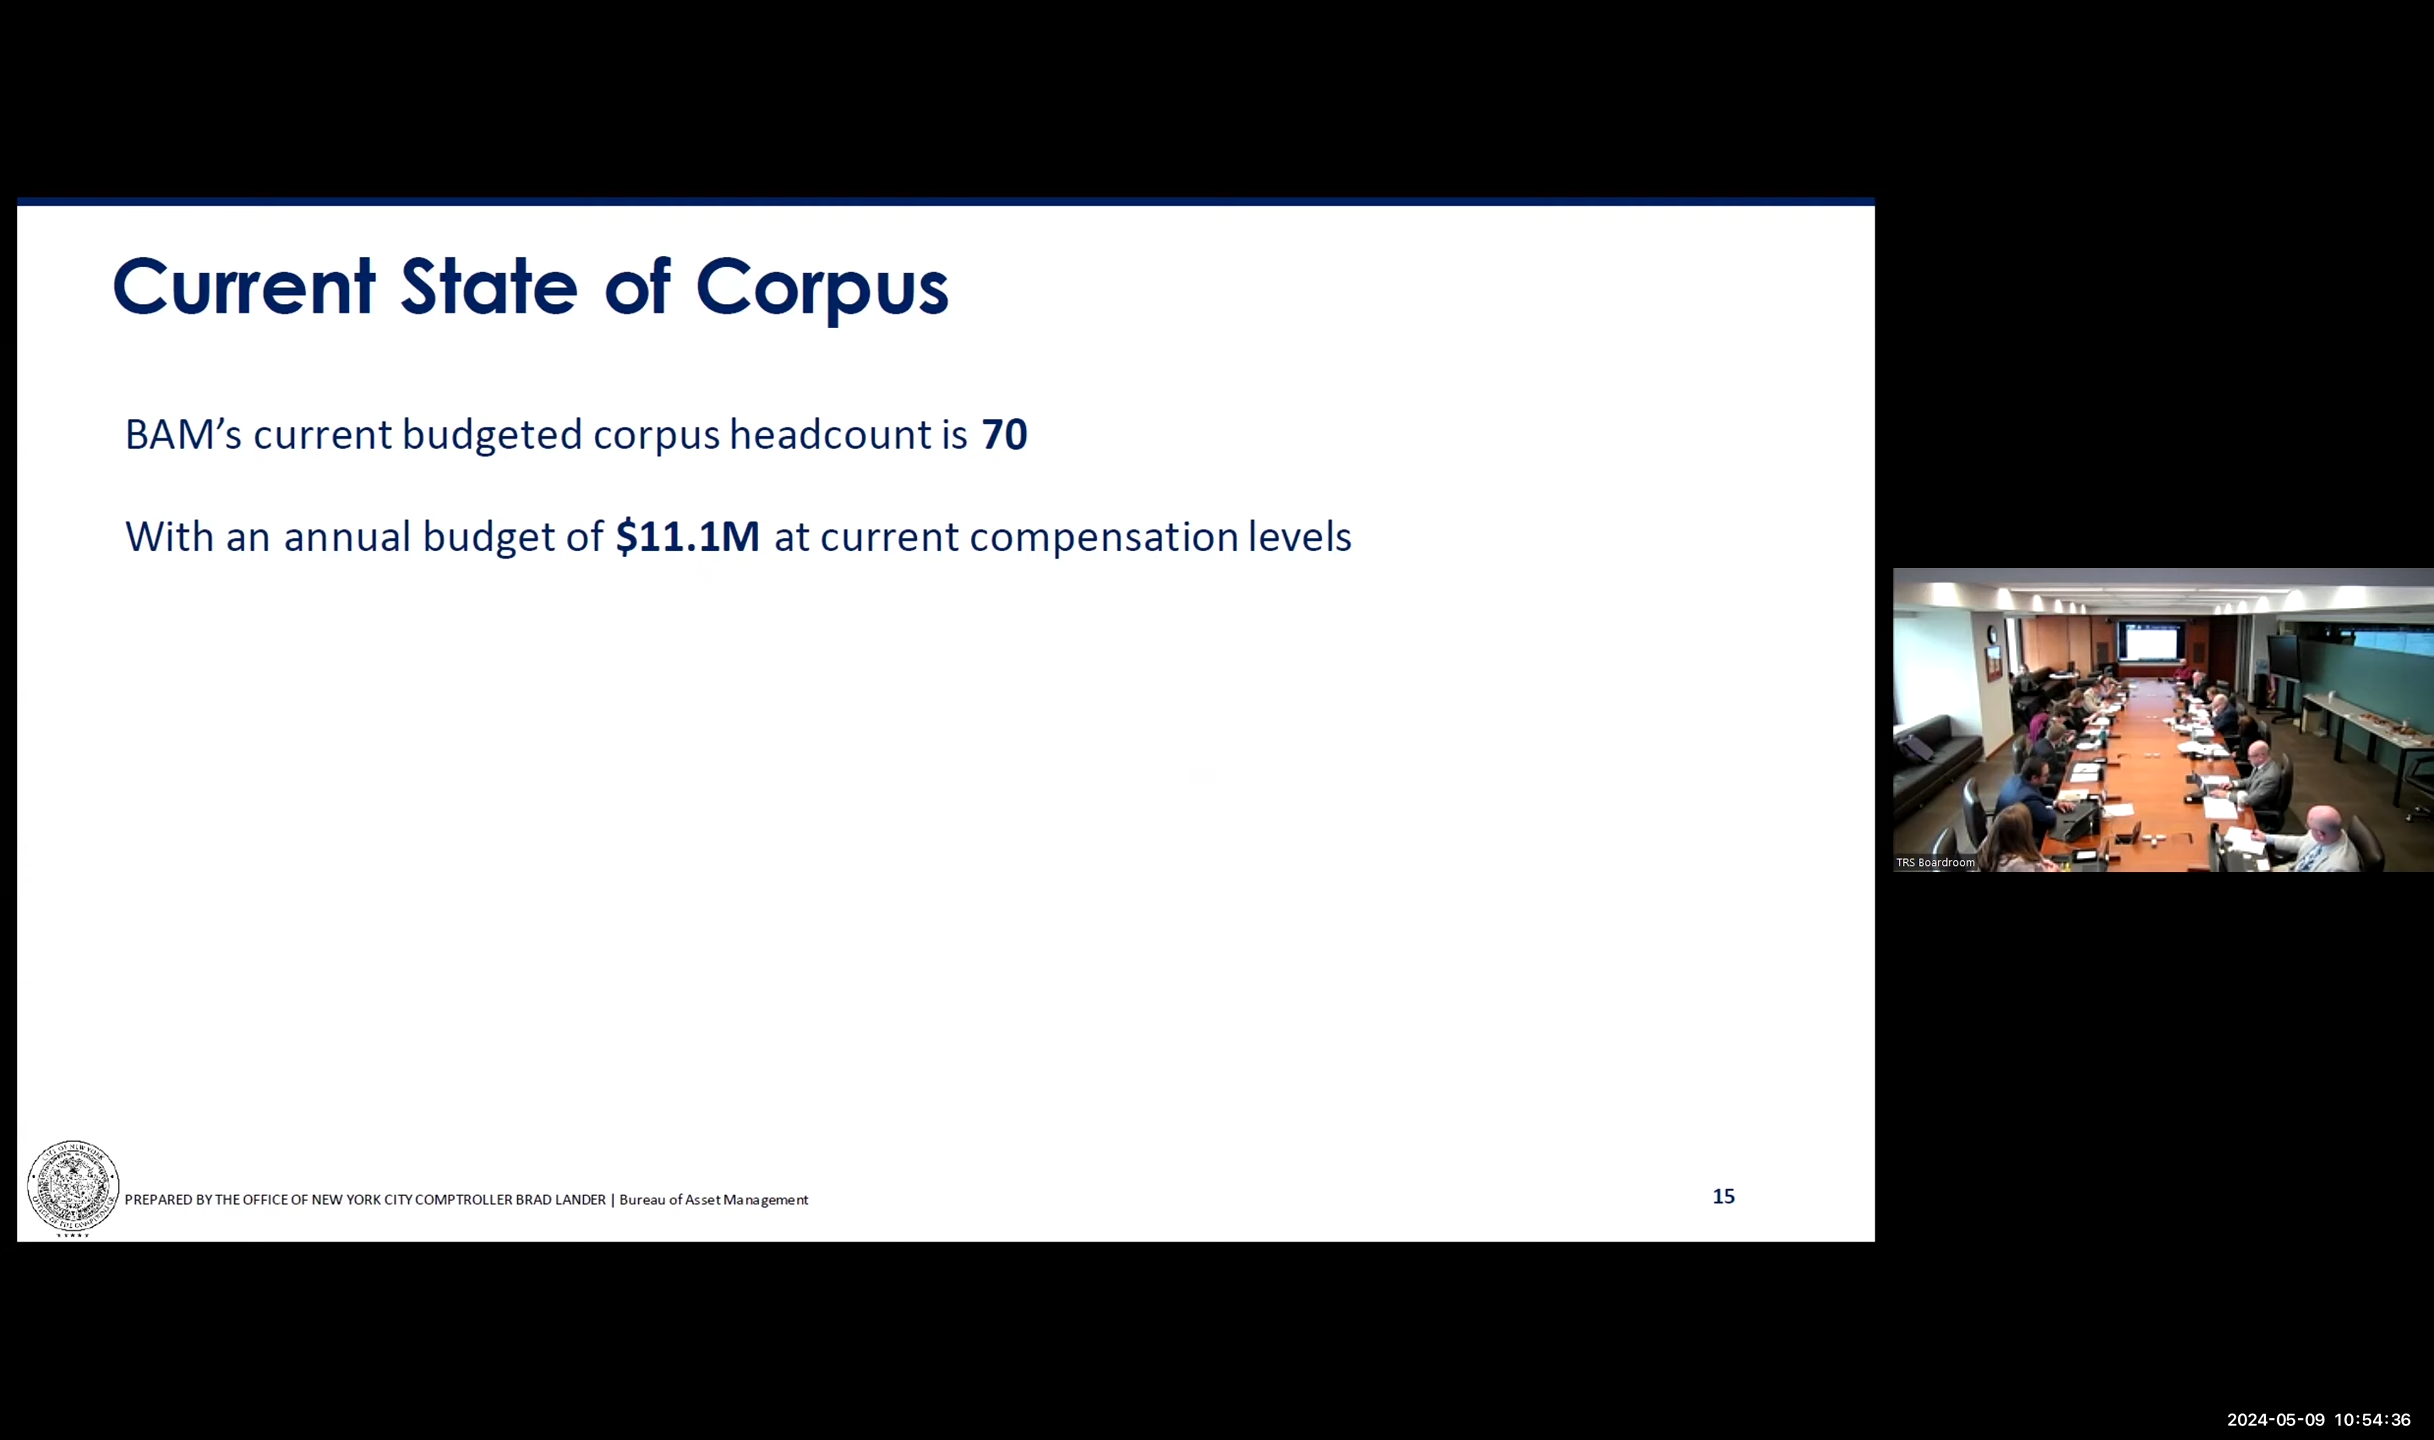 Current State of Corpus
BAM’s current budgeted corpus headcount is 70
With an annual budget of $11.1M at current compensation levels
PREPARED BY THE OFFICE OF NEW YORK CITY COMPTROLLER BRAD LANDER | Bureau of Asset Management
15
TRS Boardroom
2024-05-09 10:54:36